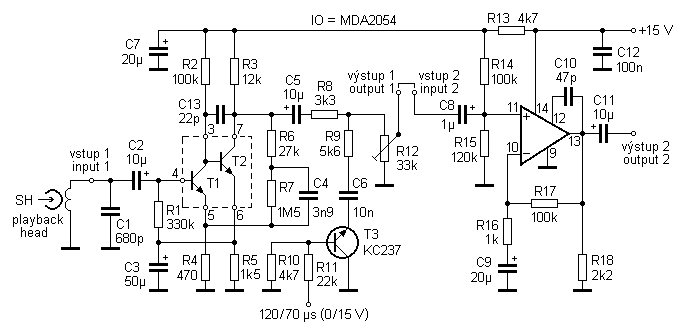 IO = MDA2054
R13 4k7
+15 V
C7
20µ
R2
100k
R3
12k
C5
10µ
R8
3k3
výstup 1
output 1
vstup 2
input 2
R14
100k
C10
47p
C12
100n
C13
22p
C8
1µ
11
14
12
C11
10µ
3
7
R6
27k
R9
5k6
R12
33k
R15
120k
10
9
13
výstup 2
output 2
vstup 1
input 1
C2
10µ
4
T1
T2
SH
playback
head
R7
1M5
C4
3n9
C6
10n
R17
100k
C1
680p
R1
330k
5
6
R16
1k
C3
50µ
R4
470
R5
1k5
R10
4k7
R11
22k
T3
KC237
C9
20µ
R18
2k2
120/70 µs (0/15 V)